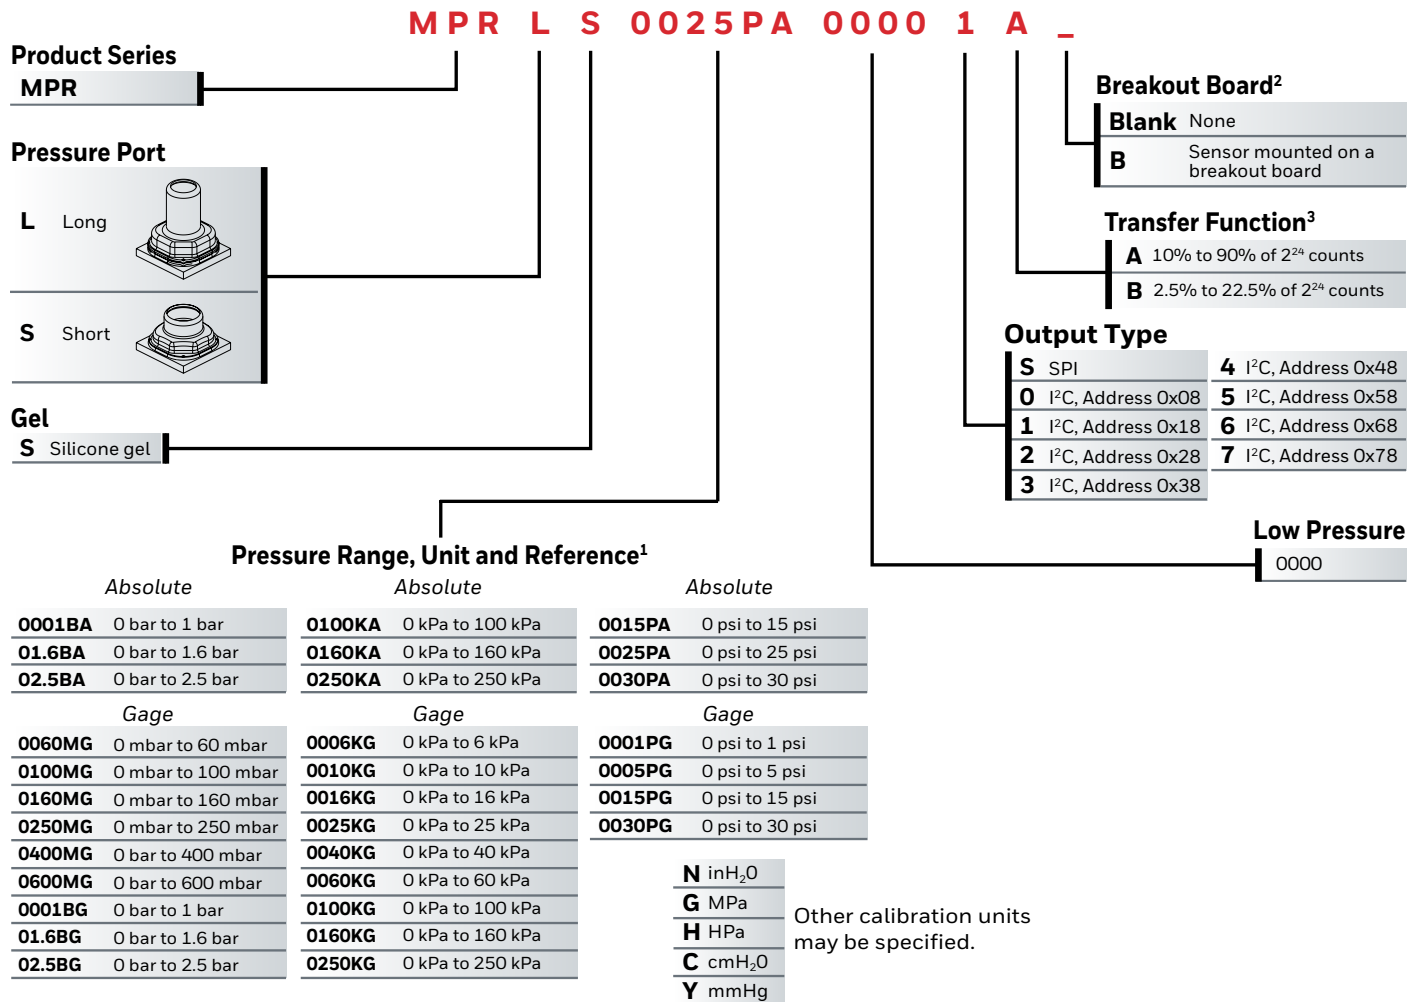 MPR L S 0025PA 0000 1 A _
Product Series
MPR
Pressure Port
L Long
S Short
Gel
S Silicone gel
Breakout Board²
Blank None
B Sensor mounted on a
breakout board
Transfer Function³
A 10% to 90% of 2²⁴ counts
B 2.5% to 22.5% of 2²⁴ counts
Output Type
S SPI
0 I²C, Address 0x08
1 I²C, Address 0x18
2 I²C, Address 0x28
3 I²C, Address 0x38
4 I²C, Address 0x48
5 I²C, Address 0x58
6 I²C, Address 0x68
7 I²C, Address 0x78
Low Pressure
0000
Pressure Range, Unit and Reference¹
Absolute
0001BA 0 bar to 1 bar
01.6BA 0 bar to 1.6 bar
02.5BA 0 bar to 2.5 bar
Gage
0060MG 0 mbar to 60 mbar
0100MG 0 mbar to 100 mbar
0160MG 0 mbar to 160 mbar
0250MG 0 mbar to 250 mbar
0400MG 0 bar to 400 mbar
0600MG 0 bar to 600 mbar
0001BG 0 bar to 1 bar
01.6BG 0 bar to 1.6 bar
02.5BG 0 bar to 2.5 bar
Absolute
0100KA 0 kPa to 100 kPa
0160KA 0 kPa to 160 kPa
0250KA 0 kPa to 250 kPa
Gage
0006KG 0 kPa to 6 kPa
0010KG 0 kPa to 10 kPa
0016KG 0 kPa to 16 kPa
0025KG 0 kPa to 25 kPa
0040KG 0 kPa to 40 kPa
0060KG 0 kPa to 60 kPa
0100KG 0 kPa to 100 kPa
0160KG 0 kPa to 160 kPa
0250KG 0 kPa to 250 kPa
Absolute
0015PA 0 psi to 15 psi
0025PA 0 psi to 25 psi
0030PA 0 psi to 30 psi
Gage
0001PG 0 psi to 1 psi
0005PG 0 psi to 5 psi
0015PG 0 psi to 15 psi
0030PG 0 psi to 30 psi
N inH₂0
G MPa
H HPa
C cmH₂0
Y mmHg
Other calibration units
may be specified.